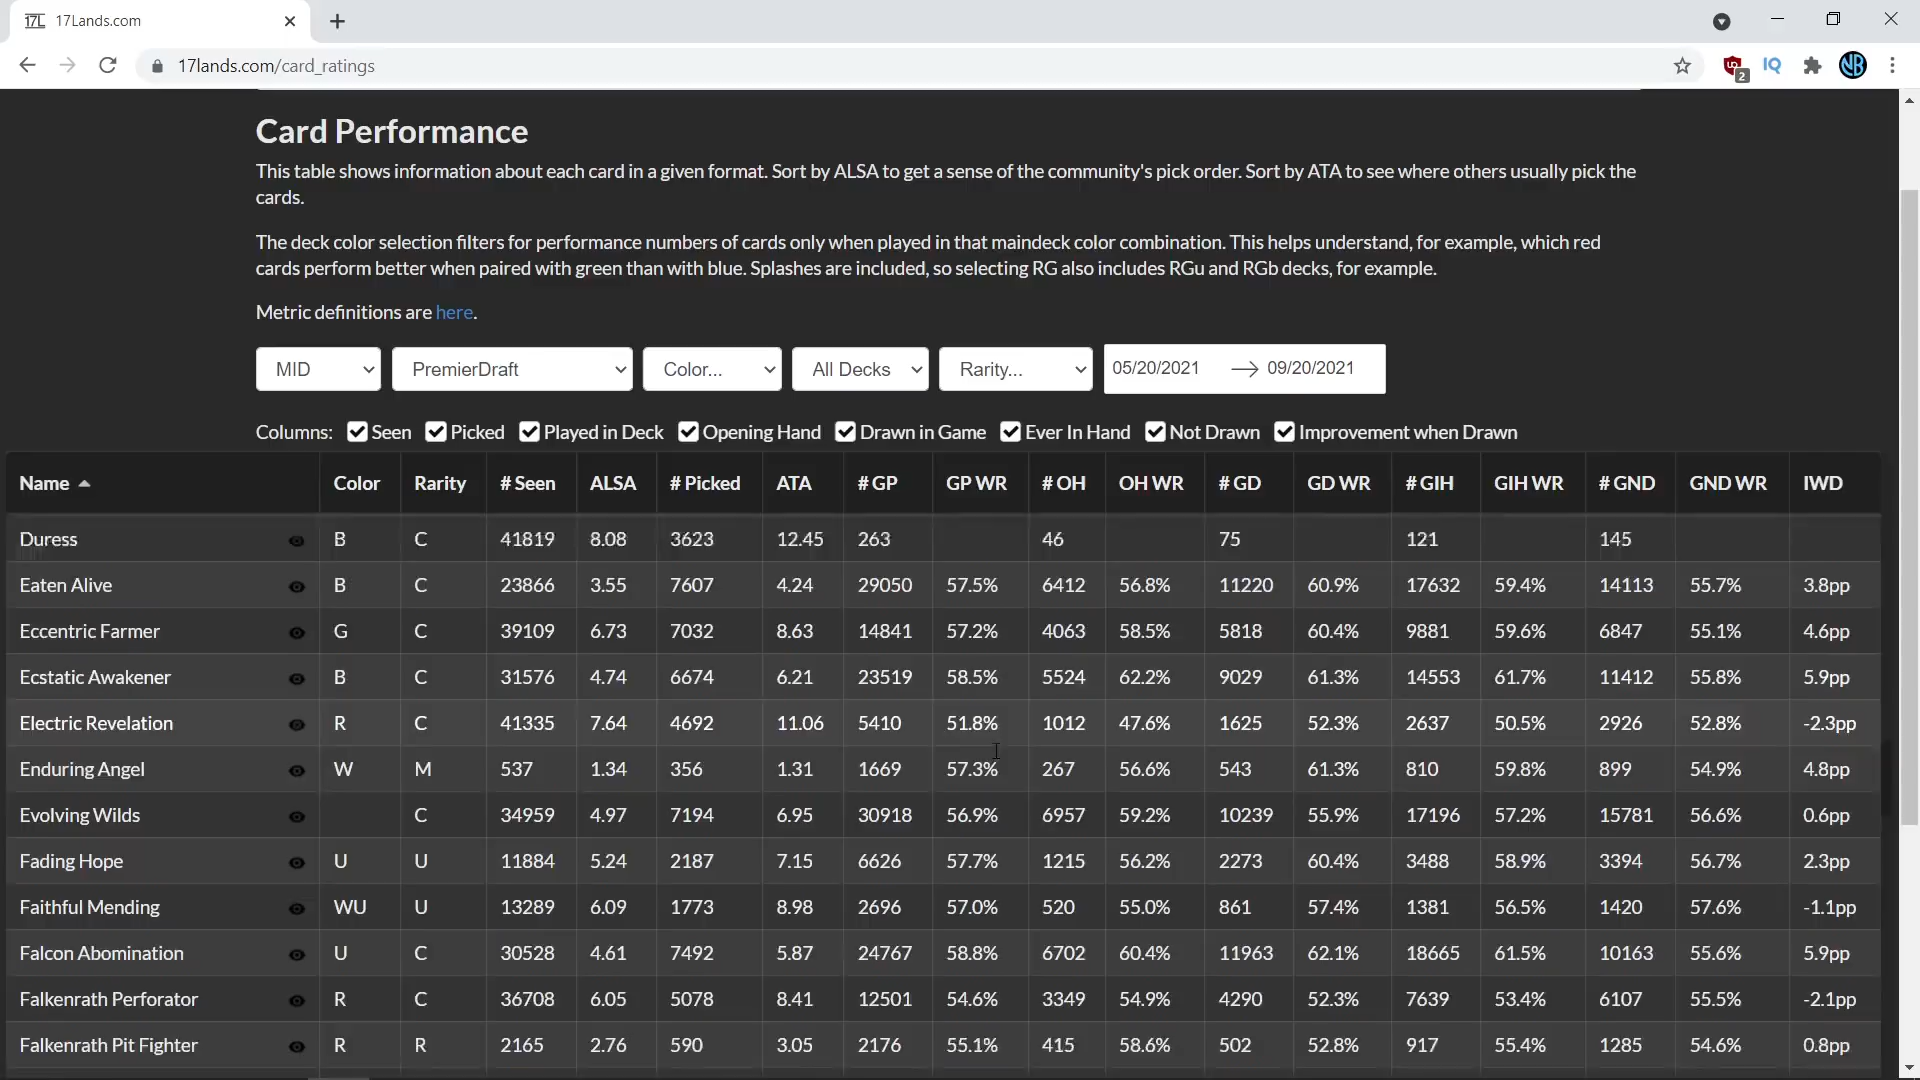 17L 17Lands.com
17lands.com/card_ratings 2 IQ NB
Card Performance
This table shows information about each card in a given format. Sort by ALSA to get a sense of the community's pick order. Sort by ATA to see where others usually pick the
cards.
The deck color selection filters for performance numbers of cards only when played in that maindeck color combination. This helps understand, for example, which red
cards perform better when paired with green than with blue. Splashes are included, so selecting RG also includes RGu and RGb decks, for example.
Metric definitions are here.
MID PremierDraft Color... All Decks Rarity... 05/20/2021 09/20/2021
Columns: Seen Picked Played in Deck Opening Hand Drawn in Game Ever In Hand Not Drawn Improvement when Drawn
Name Color Rarity # Seen ALSA # Picked ATA # GP GP WR # OH OH WR # GD GD WR # GIH GIH WR # GND GND WR IWD
Duress B C 41819 8.08 3623 12.45 263 46 75 121 145
Eaten Alive B C 23866 3.55 7607 4.24 29050 57.5% 6412 56.8% 11220 60.9% 17632 59.4% 14113 55.7% 3.8pp
Eccentric Farmer G C 39109 6.73 7032 8.63 14841 57.2% 4063 58.5% 5818 60.4% 9881 59.6% 6847 55.1% 4.6pp
Ecstatic Awakener B C 31576 4.74 6674 6.21 23519 58.5% 5524 62.2% 9029 61.3% 14553 61.7% 11412 55.8% 5.9pp
Electric Revelation R C 41335 7.64 4692 11.06 5410 51.8% 1012 47.6% 1625 52.3% 2637 50.5% 2926 52.8% -2.3pp
Enduring Angel W M 537 1.34 356 1.31 1669 57.3% 267 56.6% 543 61.3% 810 59.8% 899 54.9% 4.8pp
Evolving Wilds C 34959 4.97 7194 6.95 30918 56.9% 6957 59.2% 10239 55.9% 17196 57.2% 15781 56.6% 0.6pp
Fading Hope U U 11884 5.24 2187 7.15 6626 57.7% 1215 56.2% 2273 60.4% 3488 58.9% 3394 56.7% 2.3pp
Faithful Mending WU U 13289 6.09 1773 8.98 2696 57.0% 520 55.0% 861 57.4% 1381 56.5% 1420 57.6% -1.1pp
Falcon Abomination U C 30528 4.61 7492 5.87 24767 58.8% 6702 60.4% 11963 62.1% 18665 61.5% 10163 55.6% 5.9pp
Falkenrath Perforator R C 36708 6.05 5078 8.41 12501 54.6% 3349 54.9% 4290 52.3% 7639 53.4% 6107 55.5% -2.1pp
Falkenrath Pit Fighter R R 2165 2.76 590 3.05 2176 55.1% 415 58.6% 502 52.8% 917 55.4% 1285 54.6% 0.8pp